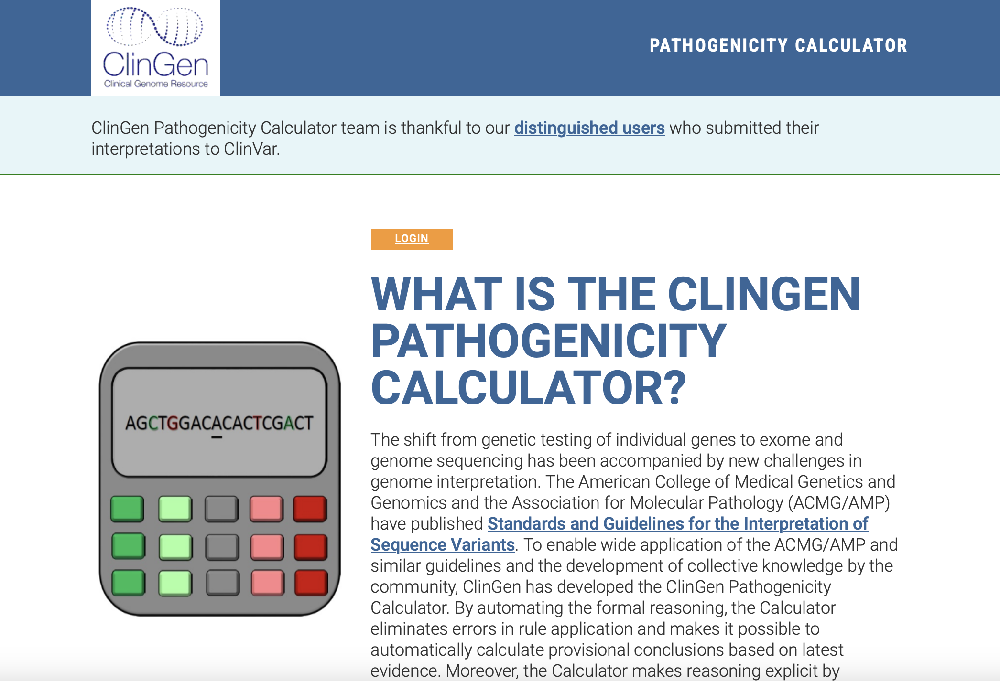 ClinGen
Clinical Genome Resource
PATHOGENICITY CALCULATOR
ClinGen Pathogenicity Calculator team is thankful to our distinguished users who submitted their
interpretations to ClinVar.
LOGIN
WHAT IS THE CLINGEN
PATHOGENICITY
CALCULATOR?
AGCTGGACACACTCGACT
The shift from genetic testing of individual genes to exome and
genome sequencing has been accompanied by new challenges in
genome interpretation. The American College of Medical Genetics and
Genomics and the Association for Molecular Pathology (ACMG/AMP)
have published Standards and Guidelines for the Interpretation of
Sequence Variants. To enable wide application of the ACMG/AMP and
similar guidelines and the development of collective knowledge by the
community, ClinGen has developed the ClinGen Pathogenicity
Calculator. By automating the formal reasoning, the Calculator
eliminates errors in rule application and makes it possible to
automatically calculate provisional conclusions based on latest
evidence. Moreover, the Calculator makes reasoning explicit by